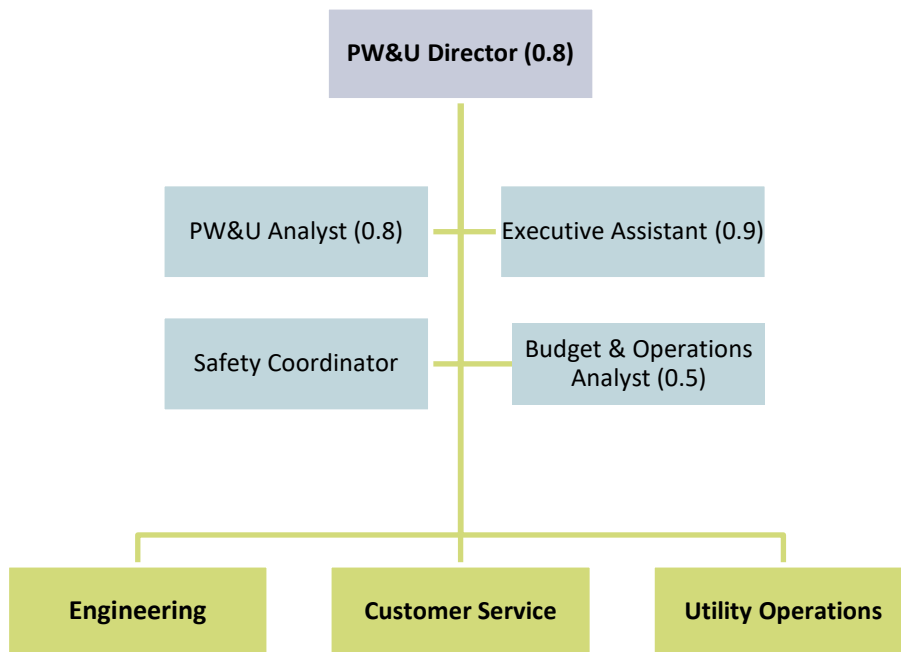 PW&U Director (0.8)
PW&U Analyst (0.8)
Executive Assistant (0.9)
Safety Coordinator
Budget & Operations
Analyst (0.5)
Engineering
Customer Service
Utility Operations